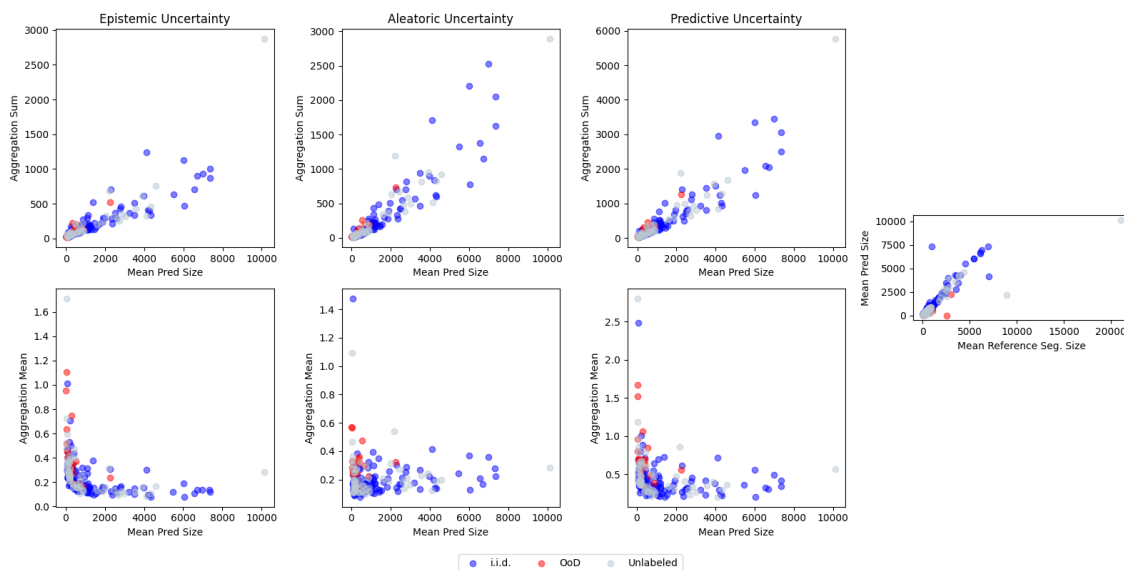 Epistemic Uncertainty
Aleatoric Uncertainty
Predictive Uncertainty
Aggregation Sum
3000
2500
2000
1500
1000
500
0
0 2000 4000 6000 8000 10000
Mean Pred Size
Aggregation Sum
3000
2500
2000
1500
1000
500
0
0 2000 4000 6000 8000 10000
Mean Pred Size
Aggregation Sum
6000
5000
4000
3000
2000
1000
0
0 2000 4000 6000 8000 10000
Mean Pred Size
Mean Pred Size
10000
7500
5000
2500
0
0 5000 10000 15000 20000
Mean Reference Seg. Size
Aggregation Mean
1.6
1.4
1.2
1.0
0.8
0.6
0.4
0.2
0.0
0 2000 4000 6000 8000 10000
Mean Pred Size
Aggregation Mean
1.4
1.2
1.0
0.8
0.6
0.4
0.2
0 2000 4000 6000 8000 10000
Mean Pred Size
Aggregation Mean
2.5
2.0
1.5
1.0
0.5
0 2000 4000 6000 8000 10000
Mean Pred Size
i.i.d. OoD Unlabeled